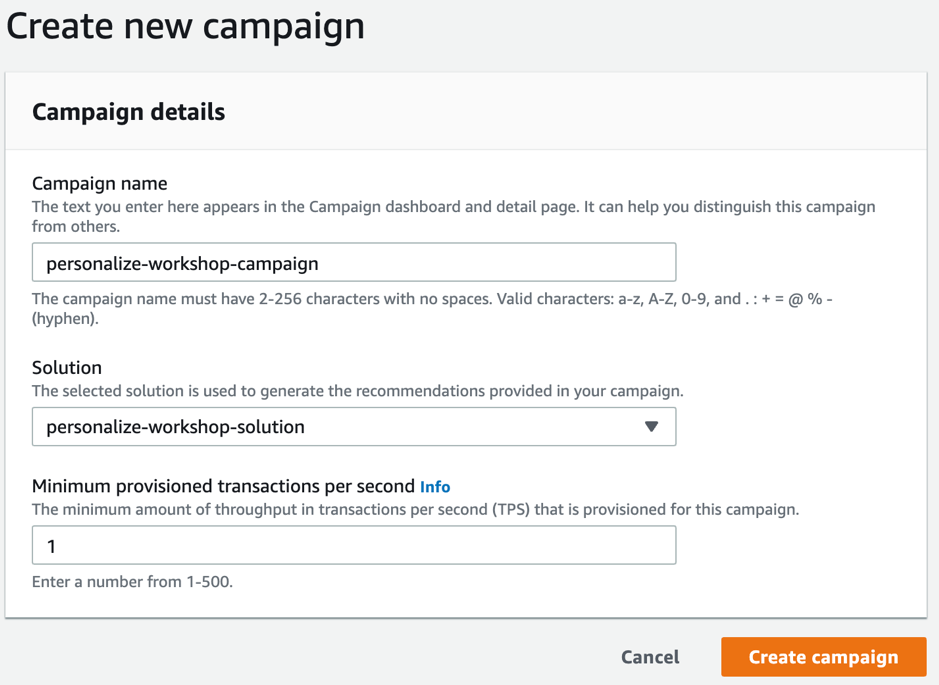 Create new campaign
Campaign details
Campaign name
The text you enter here appears in the Campaign dashboard and detail page. It can help you distinguish this campaign
from others.
personalize-workshop-campaign
The campaign name must have 2-256 characters with no spaces. Valid characters: a-z, A-Z, 0-9, and . : + = @ % -
(hyphen).
Solution
The selected solution is used to generate the recommendations provided in your campaign.
personalize-workshop-solution
Minimum provisioned transactions per second Info
The minimum amount of throughput in transactions per second (TPS) that is provisioned for this campaign.
1
Enter a number from 1-500.
Cancel Create campaign